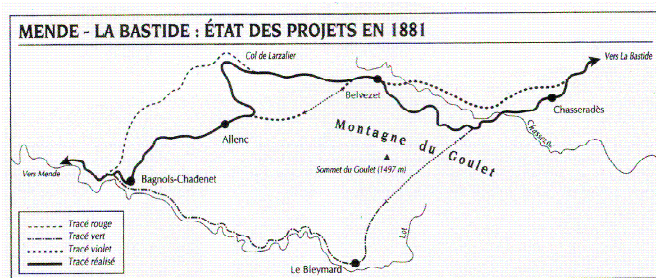 MENDE - LA BASTIDE : ÉTAT DES PROJETS EN 1881
Col de Larzalier
Vers La Bastide
Belvezet
Chasseradès
Allenc
Montagne du Goulet
Chassezac
Sommet du Goulet (1497 m)
Vers Mende
Bagnols-Chadenet
Lot
Le Bleymard
Tracé rouge
Tracé vert
Tracé violet
Tracé réalisé